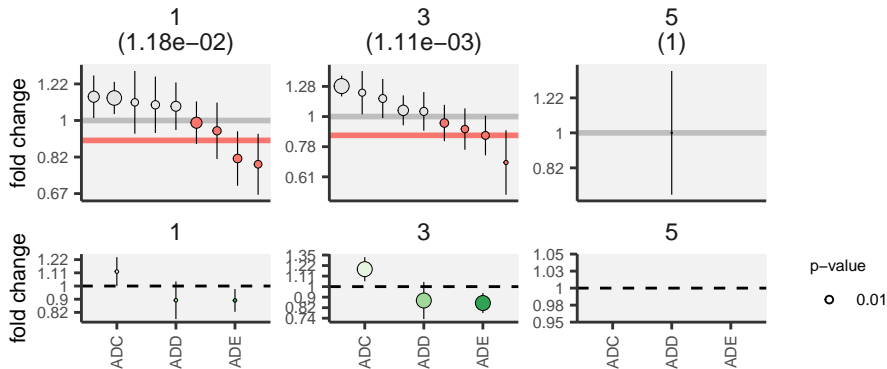 1
(1.18e−02)
3
(1.11e−03)
5
(1)
fold change
1.22
1
0.82
0.67
1.28
1
0.78
0.61
1.22
1
0.82
1
3
5
fold change
1.22
1.11
1
0.9
0.82
1.35
1.22
1.11
1
0.9
0.82
0.74
1.05
1.03
1
0.98
0.95
ADC
ADD
ADE
ADC
ADD
ADE
ADC
ADD
ADE
p−value
0.01